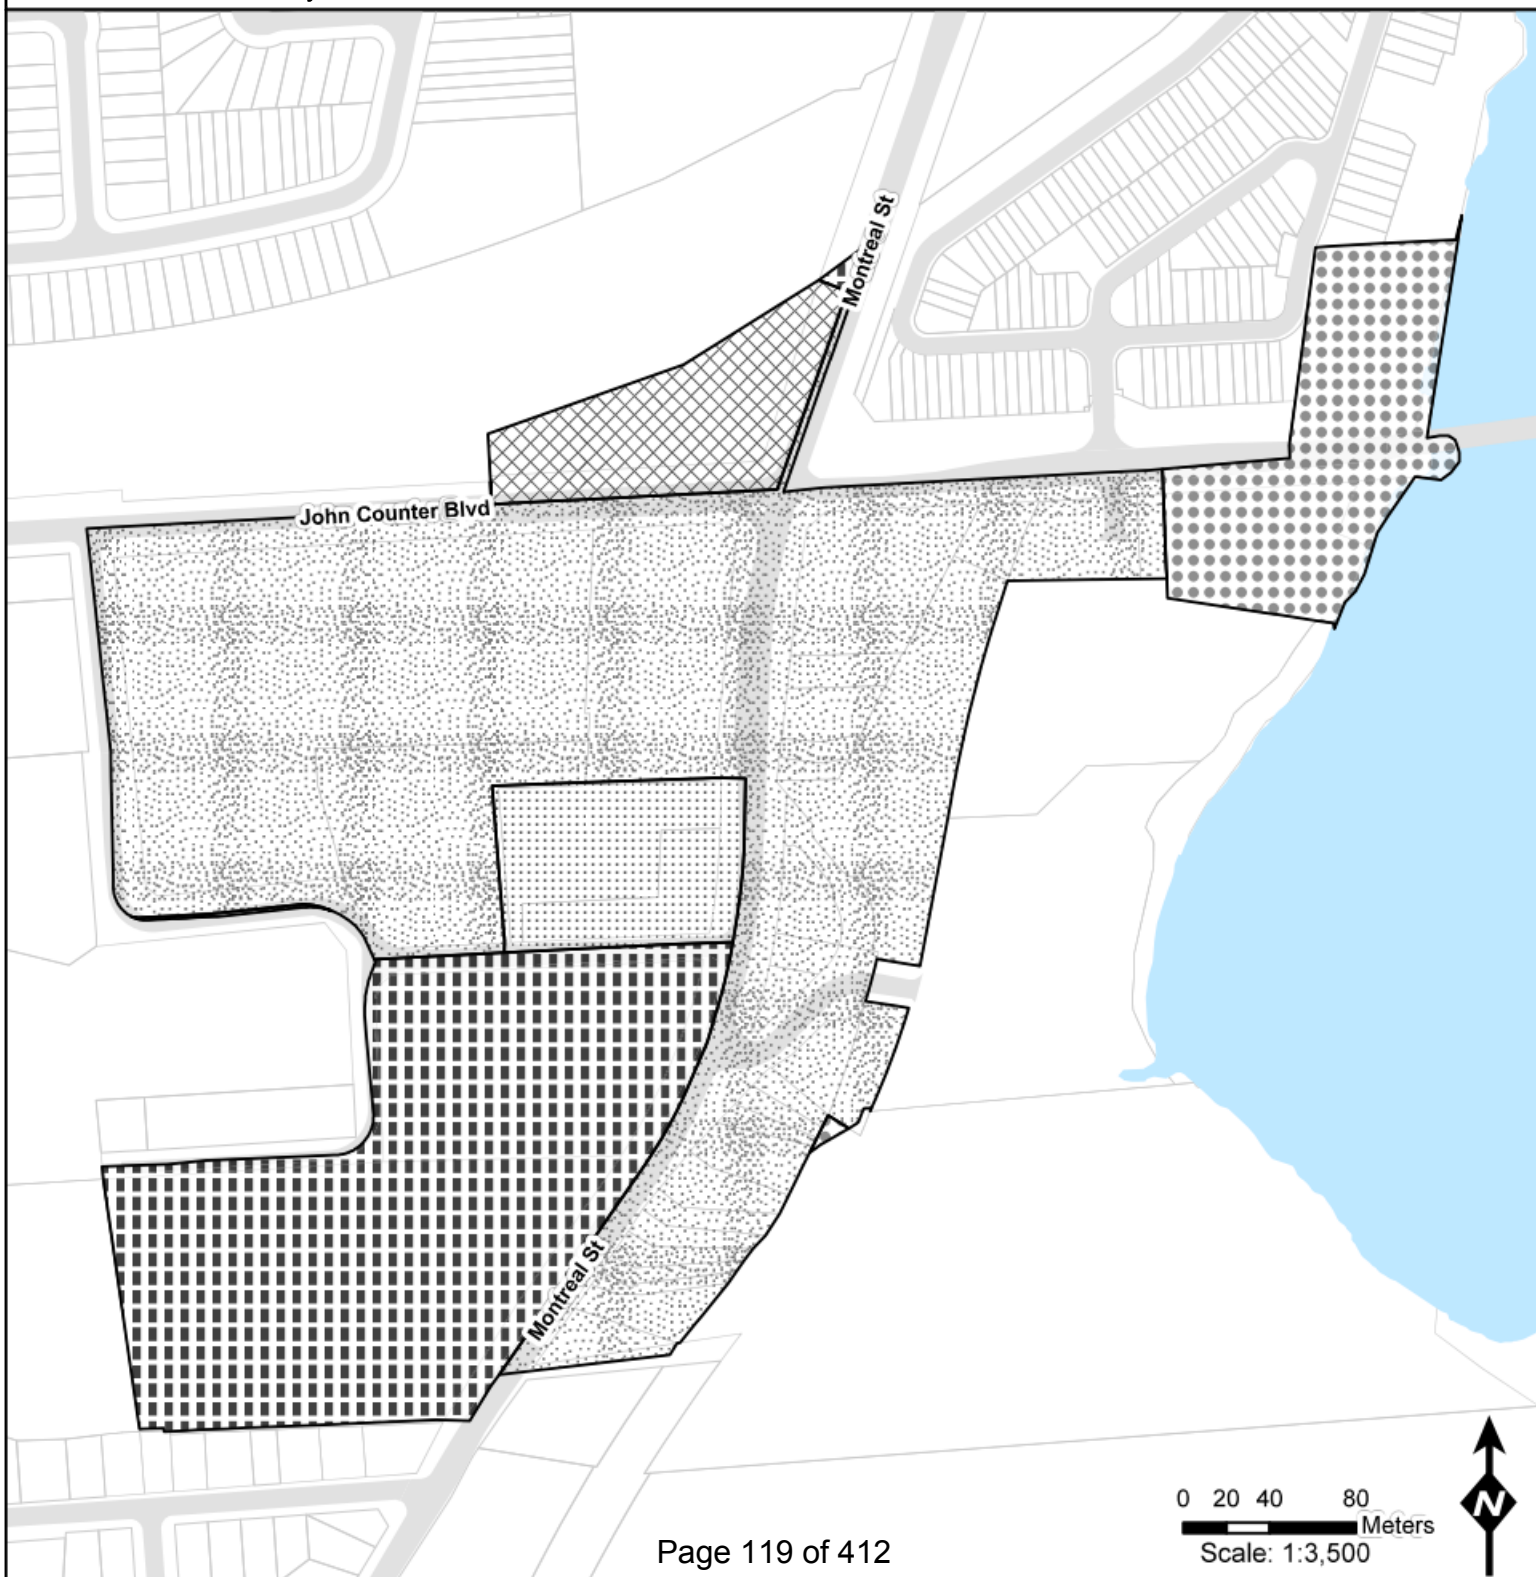 Montreal St
John Counter Blvd
Montreal St
0 20 40 80
Meters
Scale: 1:3,500
N
Page 119 of 412